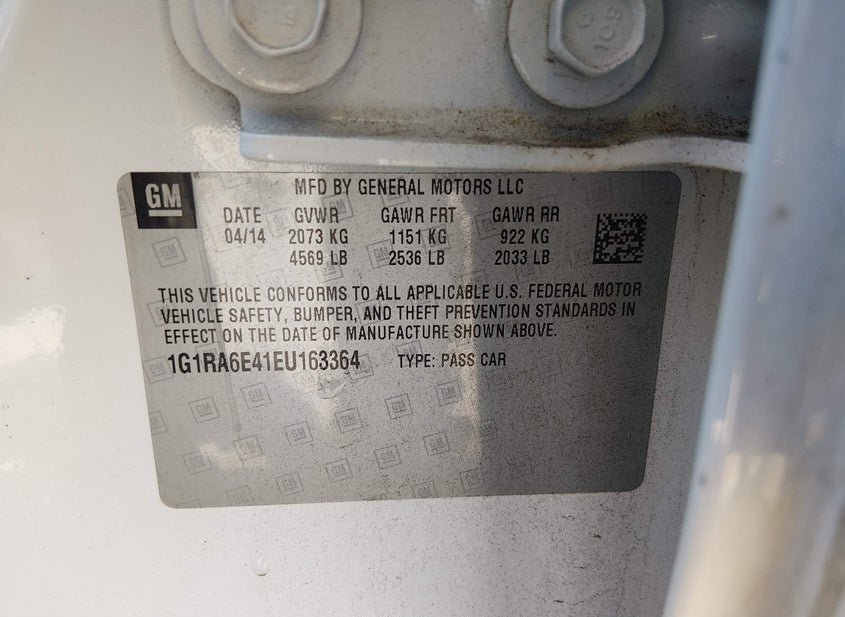 109
GM
MFD BY GENERAL MOTORS LLC
DATE GVWR GAWR FRT GAWR RR
04/14 2073 KG 1151 KG 922 KG
4569 LB 2536 LB 2033 LB
THIS VEHICLE CONFORMS TO ALL APPLICABLE U.S. FEDERAL MOTOR
VEHICLE SAFETY, BUMPER, AND THEFT PREVENTION STANDARDS IN
EFFECT ON THE DATE OF MANUFACTURE SHOWN ABOVE.
1G1RA6E41EU163364 TYPE: PASS CAR